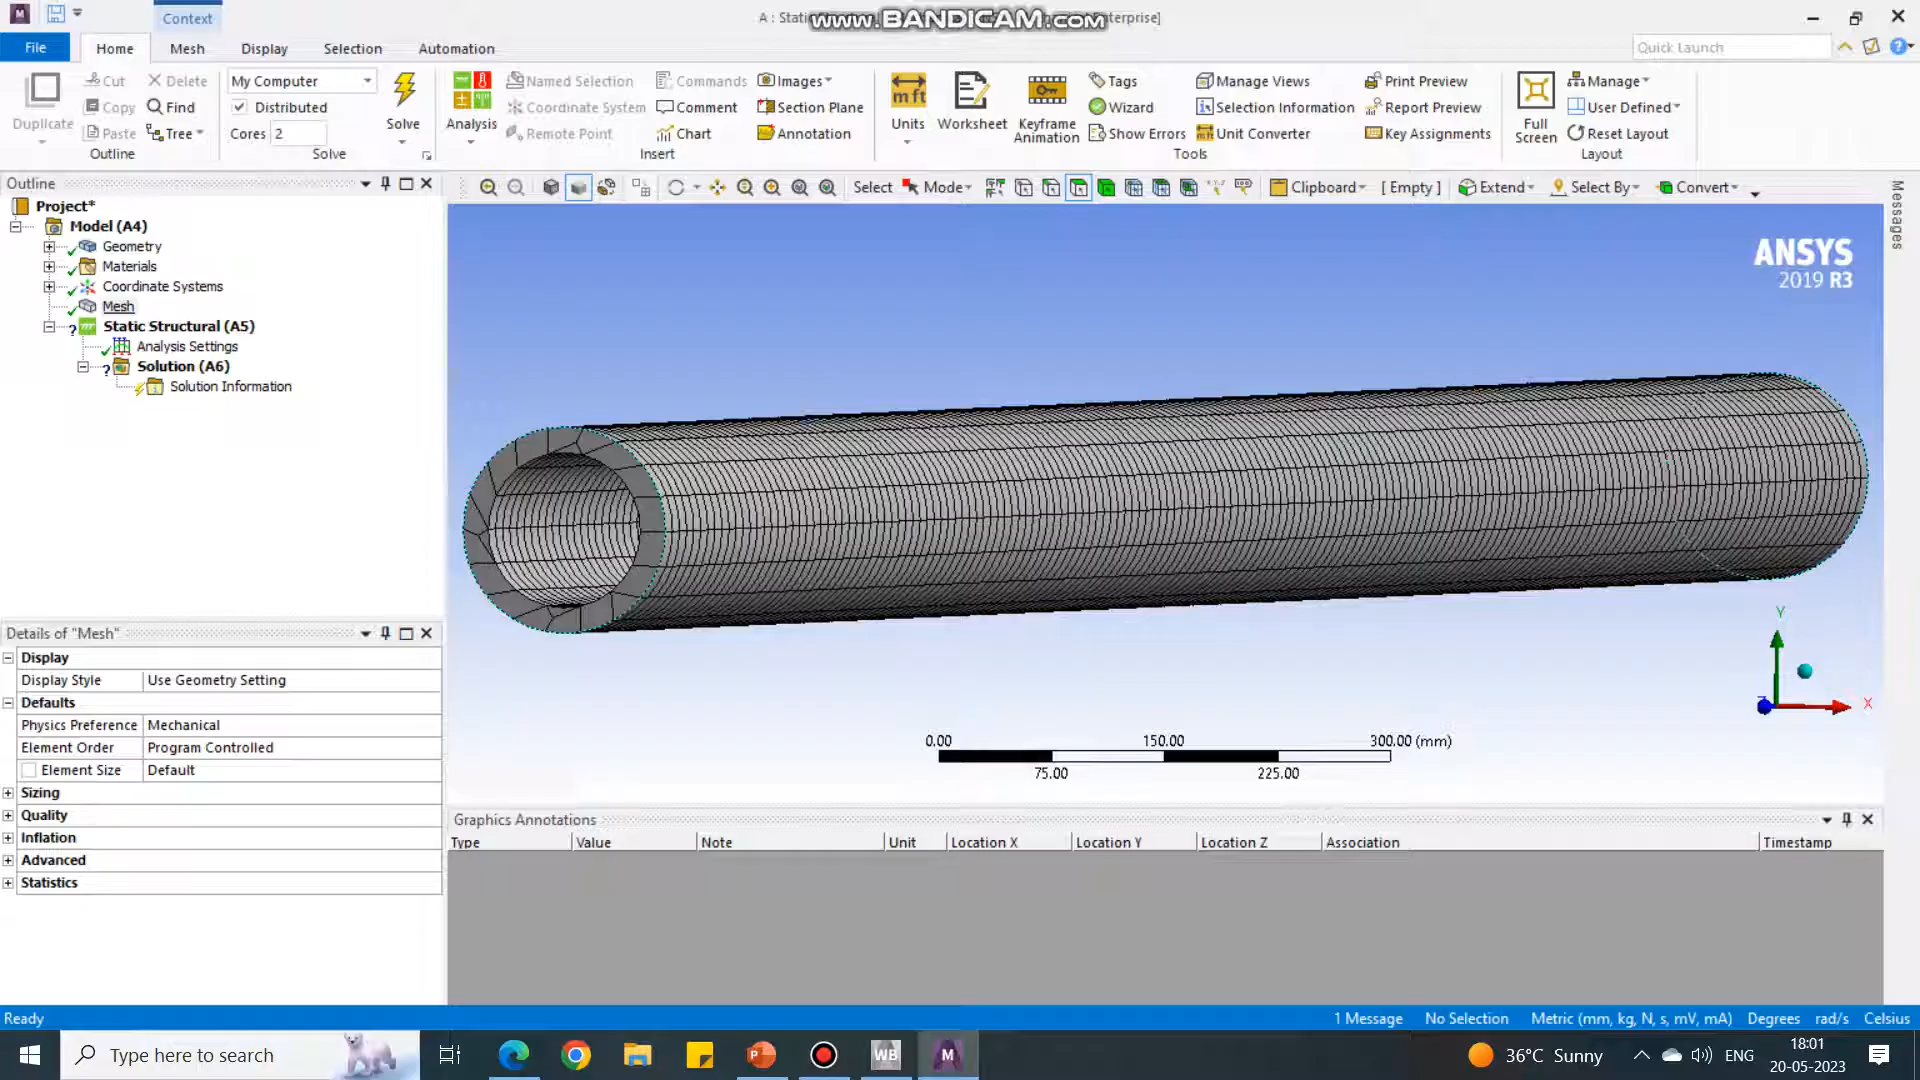 Context
A : Stati
www.BANDICAM.com
nterprise]
File
Home
Mesh
Display
Selection
Automation
Quick Launch
Duplicate
Cut
Copy
Paste
Delete
Find
Tree
Outline
My Computer
Distributed
Cores 2
Solve
Solve
Analysis
Named Selection
Coordinate System
Remote Point
Commands
Comment
Chart
Images
Section Plane
Annotation
Insert
mft
Units
Worksheet
Keyframe
Animation
Tags
Wizard
Show Errors
Manage Views
Selection Information
Unit Converter
Print Preview
Report Preview
Key Assignments
Tools
Full
Screen
Manage
User Defined
Reset Layout
Layout
Outline
Select
Mode
Clipboard
[ Empty ]
Extend
Select By
Convert
Messages
Project*
Model (A4)
Geometry
Materials
Coordinate Systems
Mesh
Static Structural (A5)
Analysis Settings
Solution (A6)
Solution Information
ANSYS
2019 R3
Details of "Mesh"
Display
Display Style Use Geometry Setting
Defaults
Physics Preference Mechanical
Element Order Program Controlled
Element Size Default
Sizing
Quality
Inflation
Advanced
Statistics
Y
X
Z
0.00 150.00 300.00 (mm)
75.00 225.00
Graphics Annotations
Type Value Note Unit Location X Location Y Location Z Association Timestamp
Ready
1 Message
No Selection
Metric (mm, kg, N, s, mV, mA)
Degrees
rad/s
Celsius
Type here to search
P
WB
M
36°C Sunny
ENG
18:01
20-05-2023